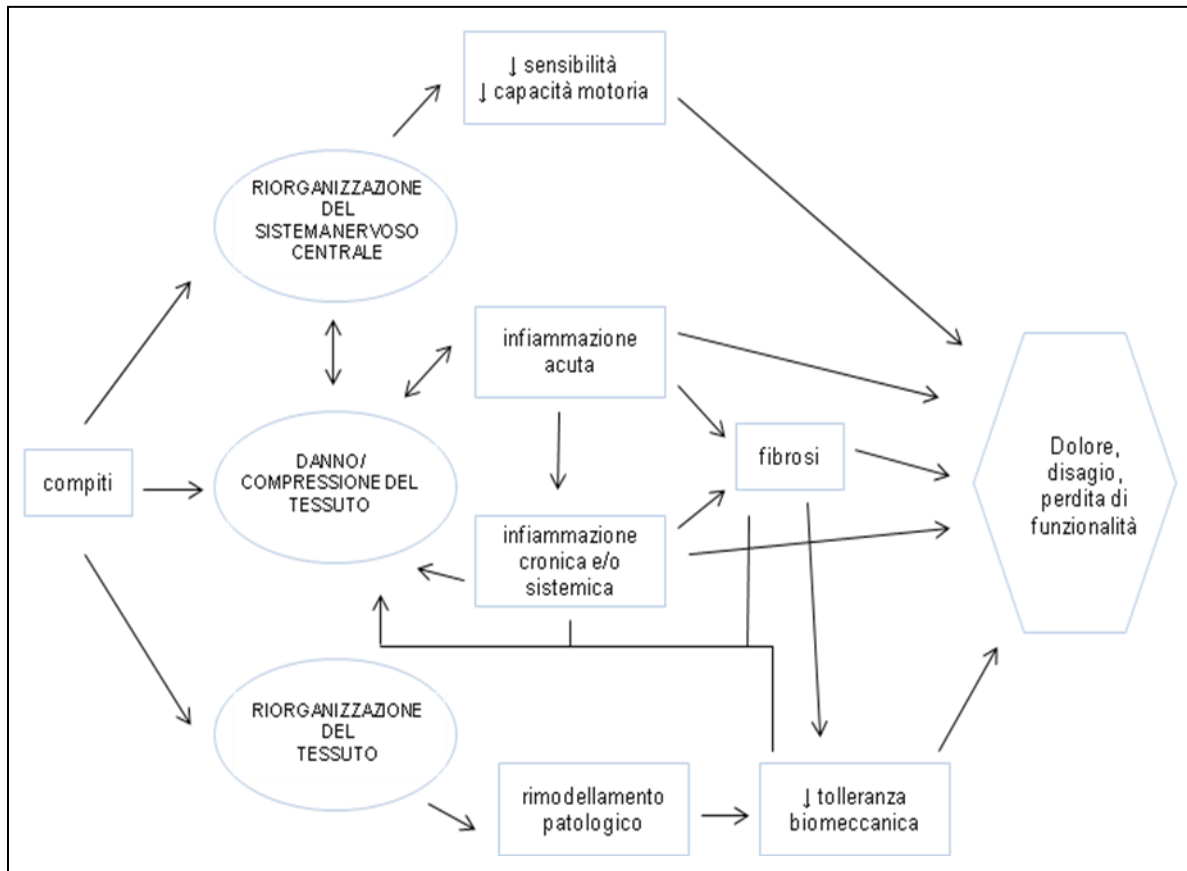 ↓ sensibilità
↓ capacità motoria
RIORGANIZZAZIONE
DEL
SISTEMANERVOSO
CENTRALE
infiammazione
acuta
compiti
DANNO/
COMPRESSIONE DEL
TESSUTO
fibrosi
Dolore,
disagio,
perdita di
funzionalità
infiammazione
cronica e/o
sistemica
RIORGANIZZAZIONE
DEL
TESSUTO
rimodellamento
patologico
↓ tolleranza
biomeccanica